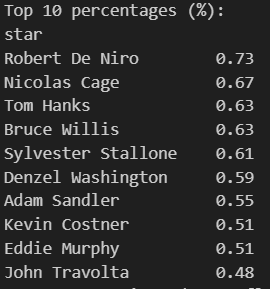 Top 10 percentages (%):
star
Robert De Niro 0.73
Nicolas Cage 0.67
Tom Hanks 0.63
Bruce Willis 0.63
Sylvester Stallone 0.61
Denzel Washington 0.59
Adam Sandler 0.55
Kevin Costner 0.51
Eddie Murphy 0.51
John Travolta 0.48